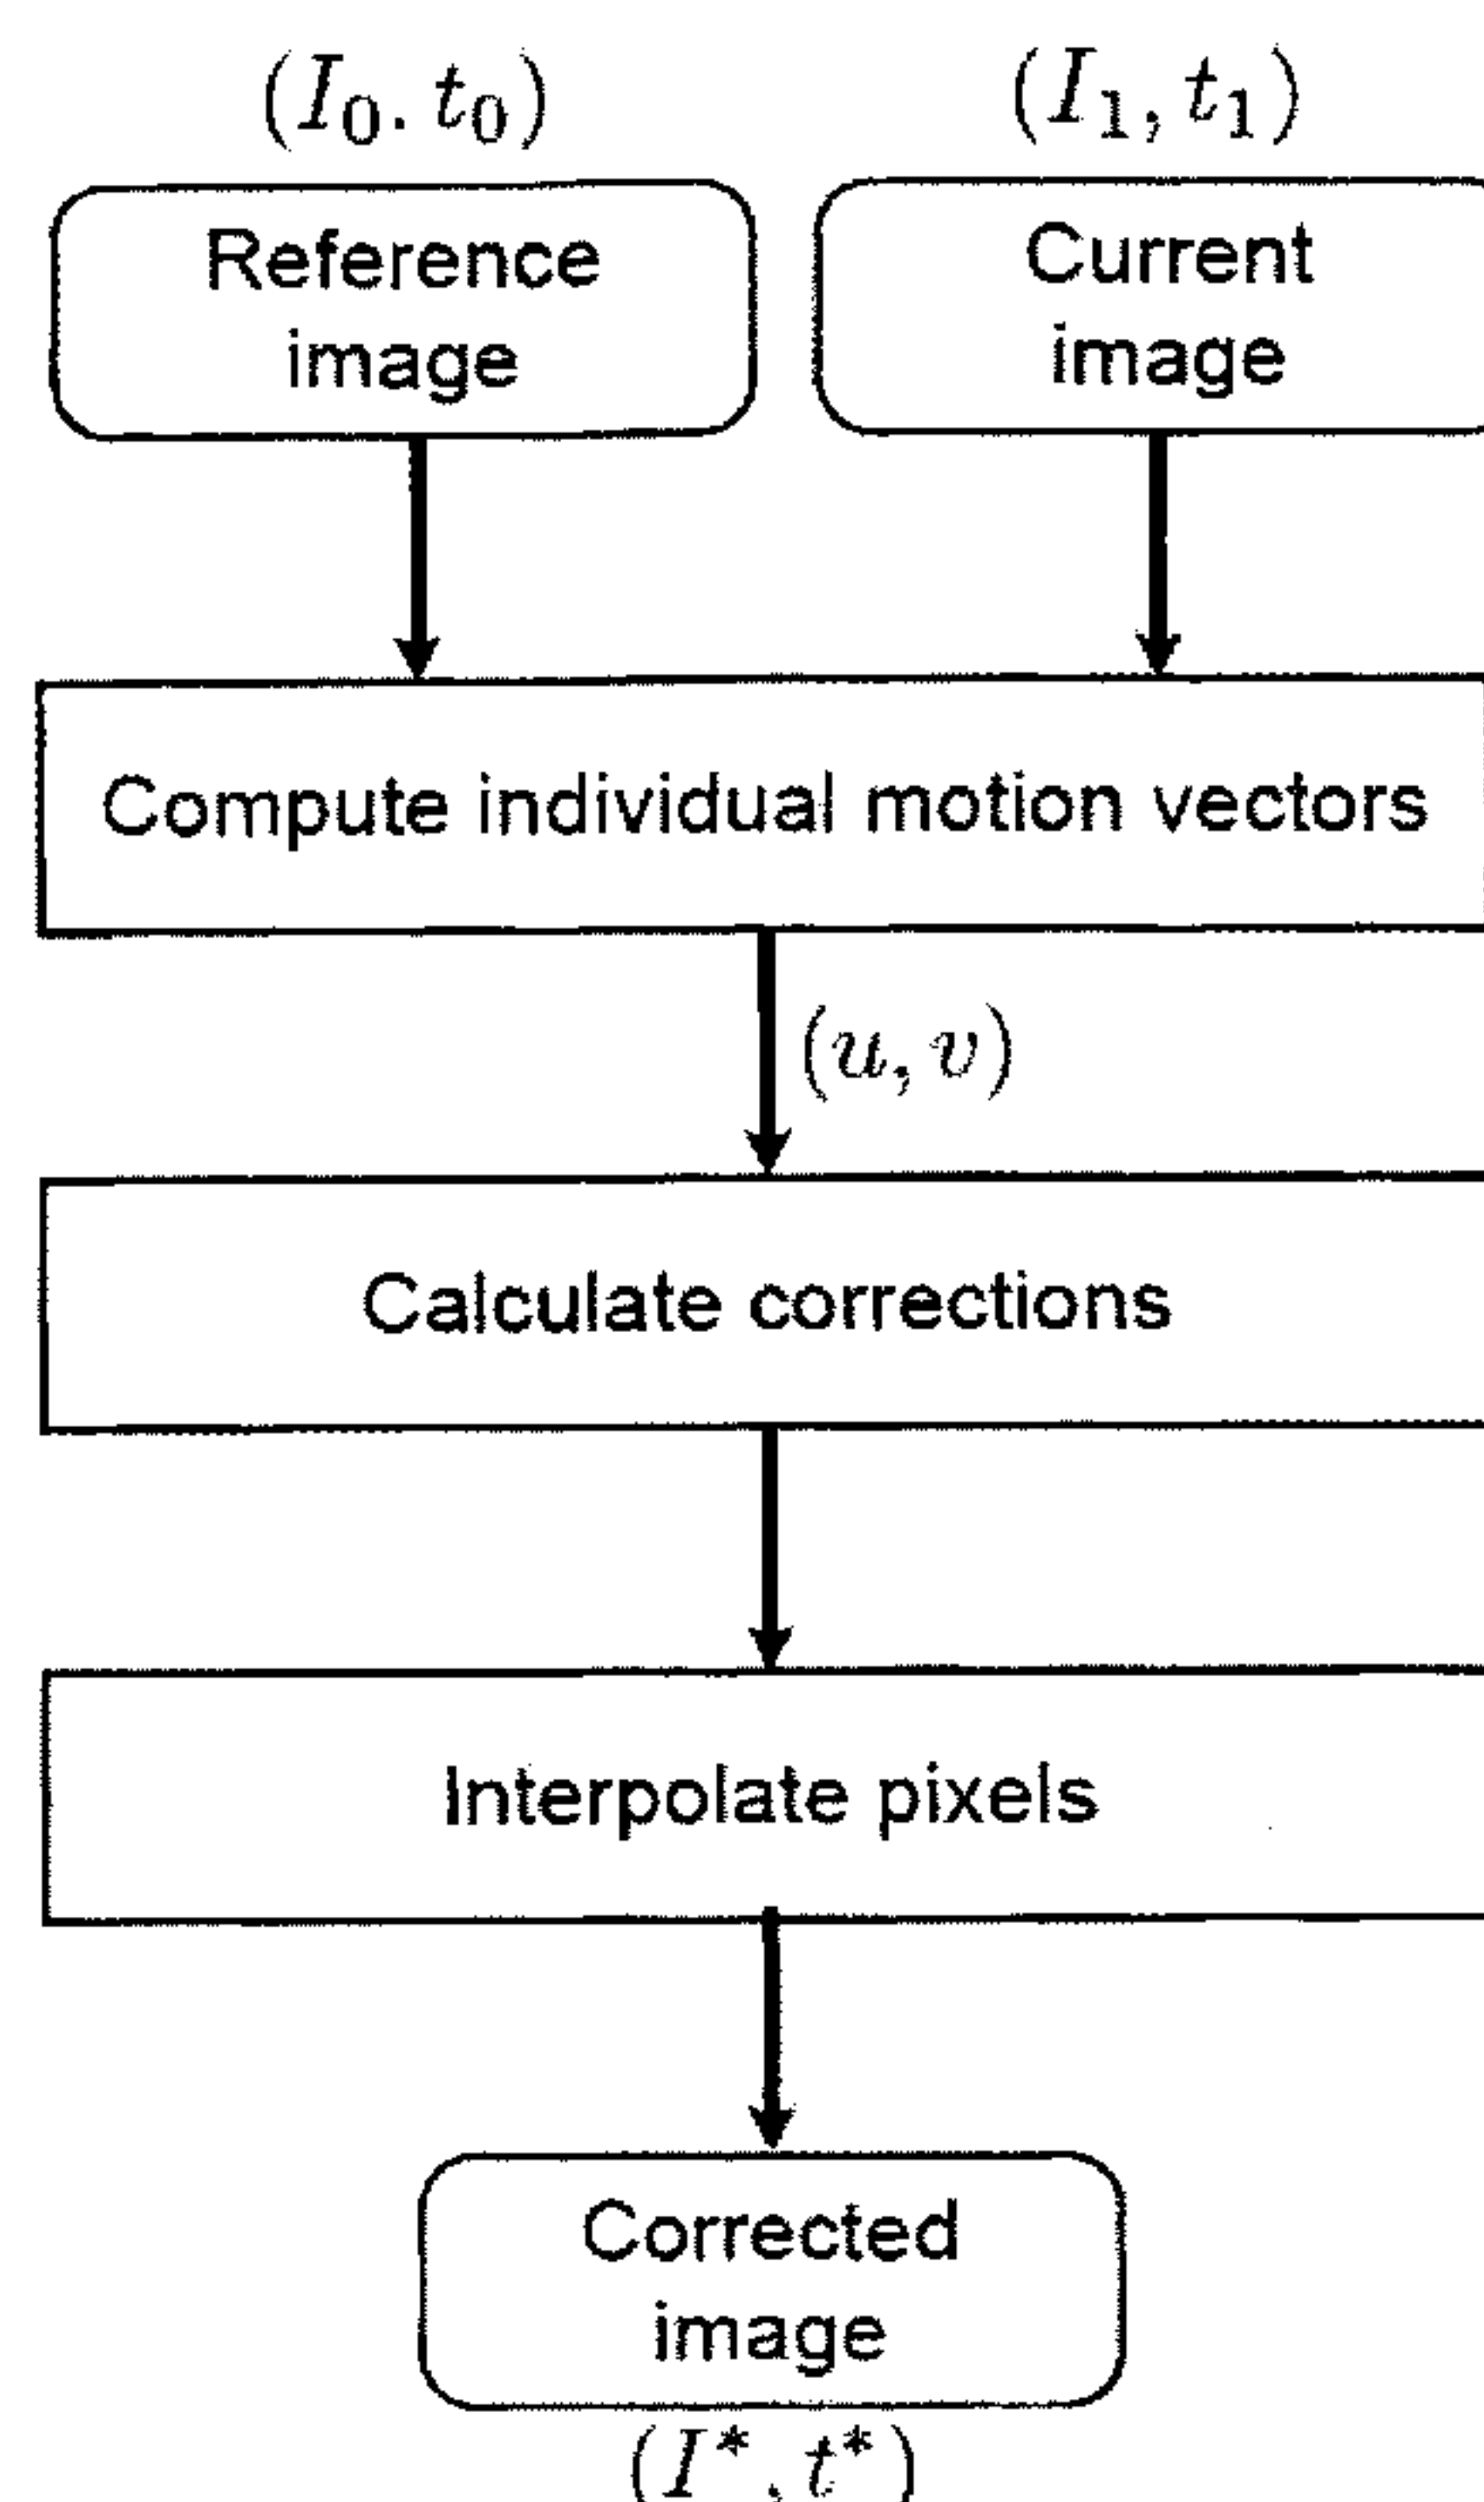 (I₀, t₀) (I₁, t₁)
Reference Current
image image
Compute individual motion vectors
(u, v)
Calculate corrections
Interpolate pixels
Corrected
image
(I*, t*)